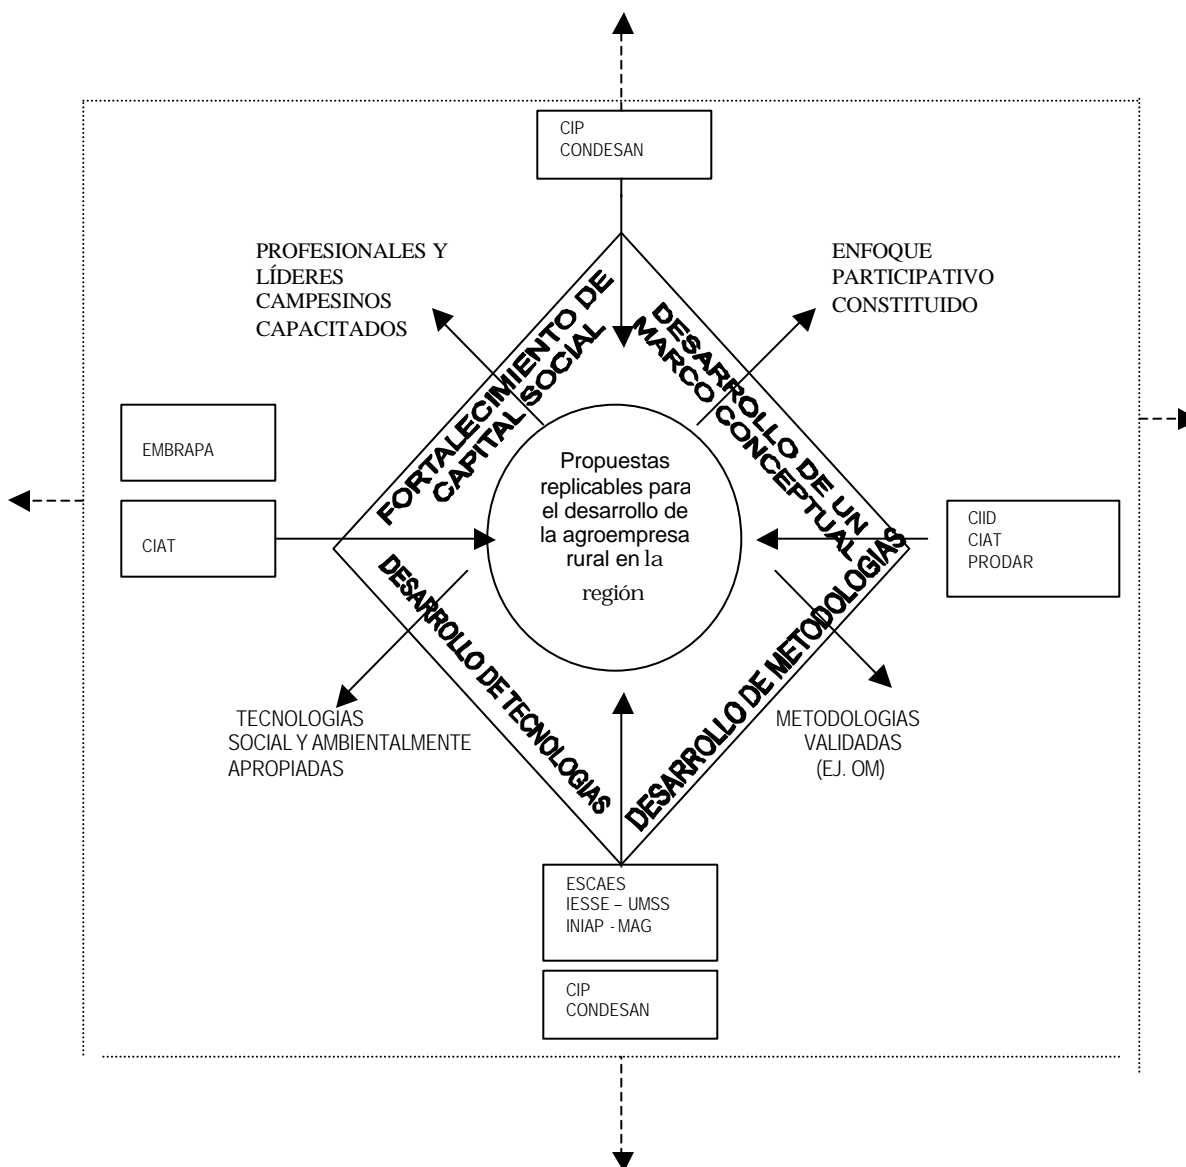 CIP
CONDESAN
PROFESIONALES Y
LÍDERES
CAMPESINOS
CAPACITADOS
ENFOQUE
PARTICIPATIVO
CONSTITUIDO
FORTALECIMIENTO DE
CAPITAL SOCIAL
DESARROLLO DE UN
MARCO CONCEPTUAL
EMBRAPA
CIAT
Propuestas
replicables para
el desarrollo de
la agroempresa
rural en la
región
CIID
CIAT
PRODAR
DESARROLLO DE TECNOLOGIAS
DESARROLLO DE METODOLOGIAS
TECNOLOGÍAS
SOCIAL Y AMBIENTALMENTE
APROPIADAS
METODOLOGIAS
VALIDADAS
(EJ. OM)
ESCAES
IESSE – UMSS
INIAP - MAG
CIP
CONDESAN